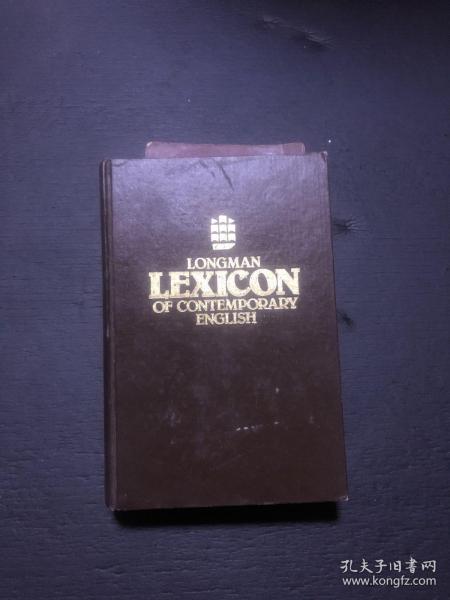 LONGMAN
LEXICON
OF CONTEMPORARY
ENGLISH
孔夫子旧书网
www.kongfz.com